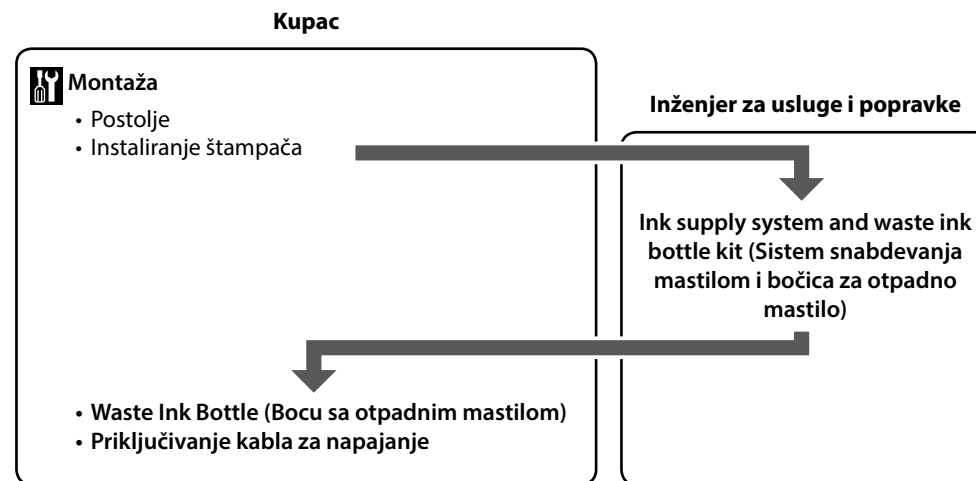 Kupac
Montaža
• Postolje
• Instaliranje štampača
Inženjer za usluge i popravke
Ink supply system and waste ink
bottle kit (Sistem snabdevanja
mastilom i bočica za otpadno
mastilo)
• Waste Ink Bottle (Bocu sa otpadnim mastilom)
• Priključivanje kabla za napajanje